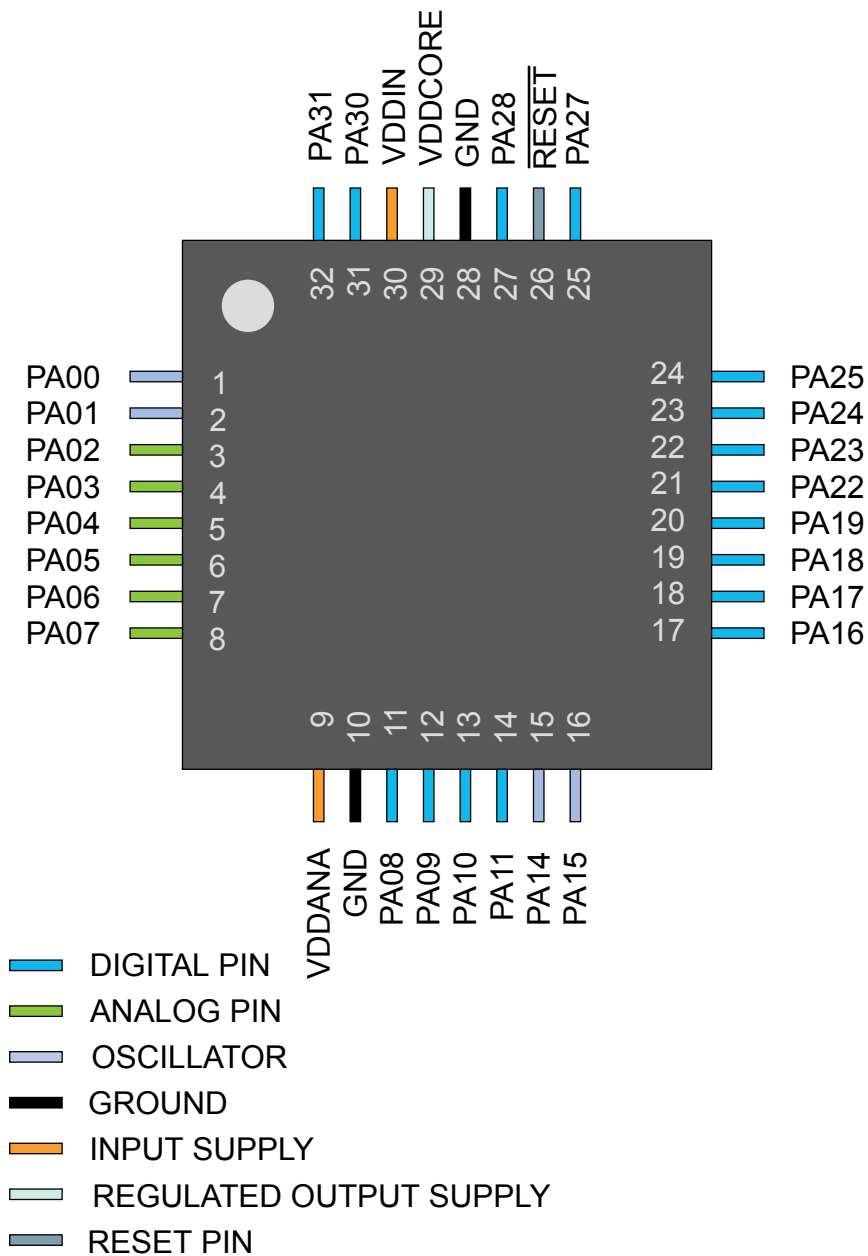 PA31
PA30
VDDIN
VDDCORE
GND
PA28
RESET
PA27
32
31
30
29
28
27
26
25
PA00
1
PA01
2
PA02
3
PA03
4
PA04
5
PA05
6
PA06
7
PA07
8
24
PA25
23
PA24
22
PA23
21
PA22
20
PA19
19
PA18
18
PA17
17
PA16
9
10
11
12
13
14
15
16
VDDANA
GND
PA08
PA09
PA10
PA11
PA14
PA15
DIGITAL PIN
ANALOG PIN
OSCILLATOR
GROUND
INPUT SUPPLY
REGULATED OUTPUT SUPPLY
RESET PIN